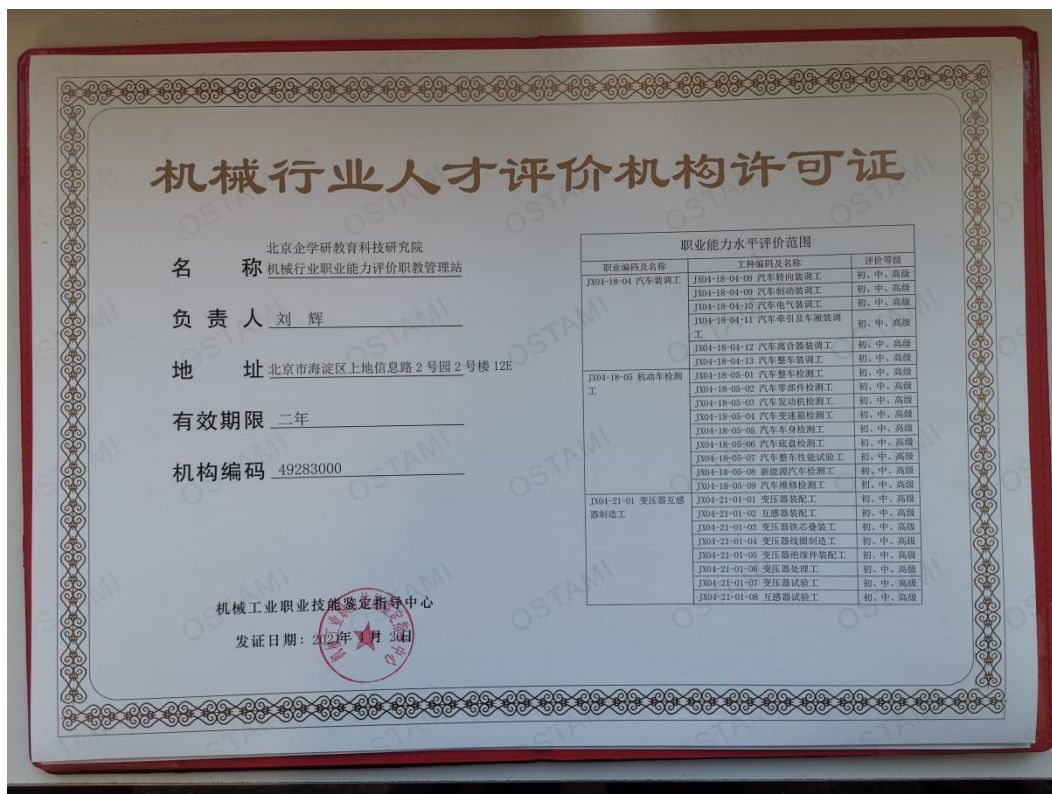 机械行业人才评价机构许可证
北京企学研教育科技研究院
名 称 机械行业职业能力评价职教管理站
负 责 人 刘 辉
地 址 北京市海淀区上地信息路 2 号园 2 号楼 12E
有效期限 二年
机构编码 49283000
机械工业职业技能鉴定指导中心
发证日期: 2021年 1月 20日
职业能力水平评价范围
职业编码及名称 工种编码及名称 评价等级
JX04-18-04 汽车装调工 JX04-18-04-08 汽车转向装调工 初、中、高级
JX04-18-04-09 汽车制动装调工 初、中、高级
JX04-18-04-10 汽车电气装调工 初、中、高级
JX04-18-04-11 汽车牵引及车厢装调 初、中、高级
工
JX04-18-04-12 汽车离合器装调工 初、中、高级
JX04-18-04-13 汽车整车装调工 初、中、高级
JX04-18-05 机动车检测 JX04-18-05-01 汽车整车检测工 初、中、高级
工 JX04-18-05-02 汽车零部件检测工 初、中、高级
JX04-18-05-03 汽车发动机检测工 初、中、高级
JX04-18-05-04 汽车变速箱检测工 初、中、高级
JX04-18-05-05 汽车车身检测工 初、中、高级
JX04-18-05-06 汽车底盘检测工 初、中、高级
JX04-18-05-07 汽车整车性能试验工 初、中、高级
JX04-18-05-08 新能源汽车检测工 初、中、高级
JX04-18-05-09 汽车维修检测工 初、中、高级
JX04-21-01 变压器互感 JX04-21-01-01 变压器装配工 初、中、高级
器制造工 JX04-21-01-02 互感器装配工 初、中、高级
JX04-21-01-03 变压器铁芯叠装工 初、中、高级
JX04-21-01-04 变压器线圈制造工 初、中、高级
JX04-21-01-05 变压器绝缘件装配工 初、中、高级
JX04-21-01-06 变压器处理工 初、中、高级
JX04-21-01-07 变压器试验工 初、中、高级
JX04-21-01-08 互感器试验工 初、中、高级
OSTAMI